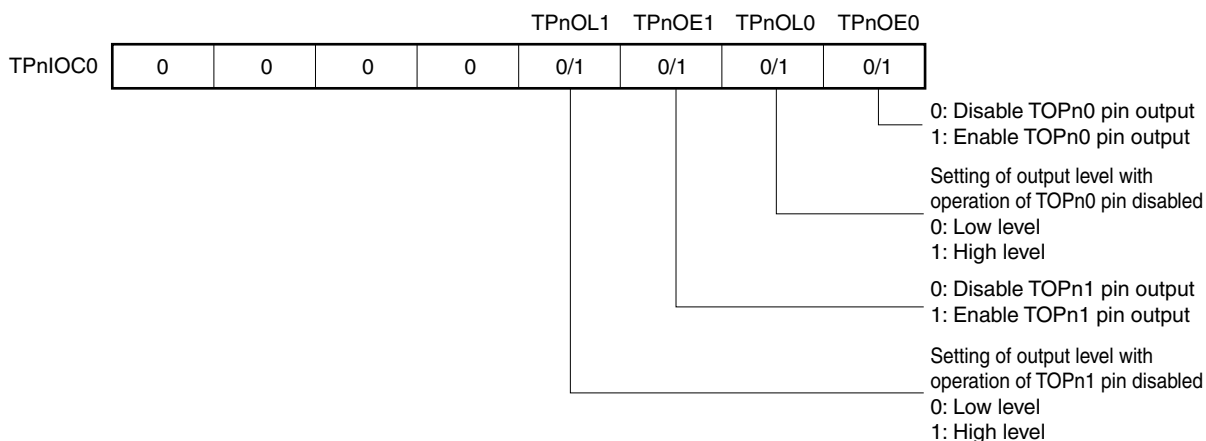 TPnOL1 TPnOE1 TPnOL0 TPnOE0
TPnIOC0 0 0 0 0 0/1 0/1 0/1 0/1
0: Disable TOPn0 pin output
1: Enable TOPn0 pin output
Setting of output level with
operation of TOPn0 pin disabled
0: Low level
1: High level
0: Disable TOPn1 pin output
1: Enable TOPn1 pin output
Setting of output level with
operation of TOPn1 pin disabled
0: Low level
1: High level